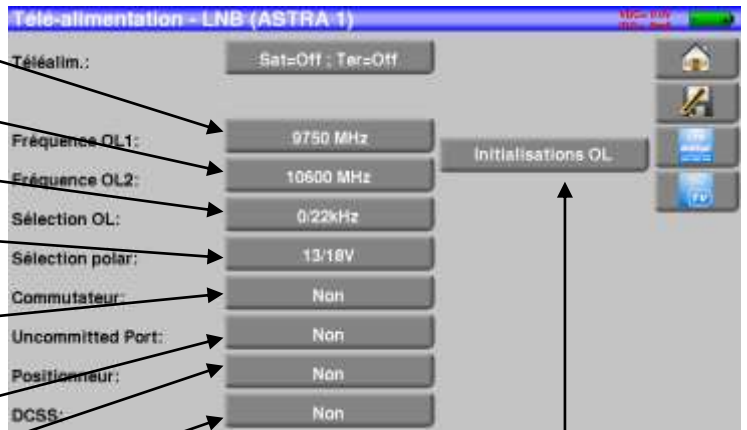 Télé-alimentation - LNB (ASTRA 1)
Téléalim.: Sat=Off ; Ter=Off
Fréquence OL1: 9750 MHz
Initialisations OL
Fréquence OL2: 10600 MHz
Sélection OL: 0/22kHz
Sélection polar: 13/18V
Commutateur: Non
Uncommitted Port: Non
Positionneur: Non
DCSS: Non
TV